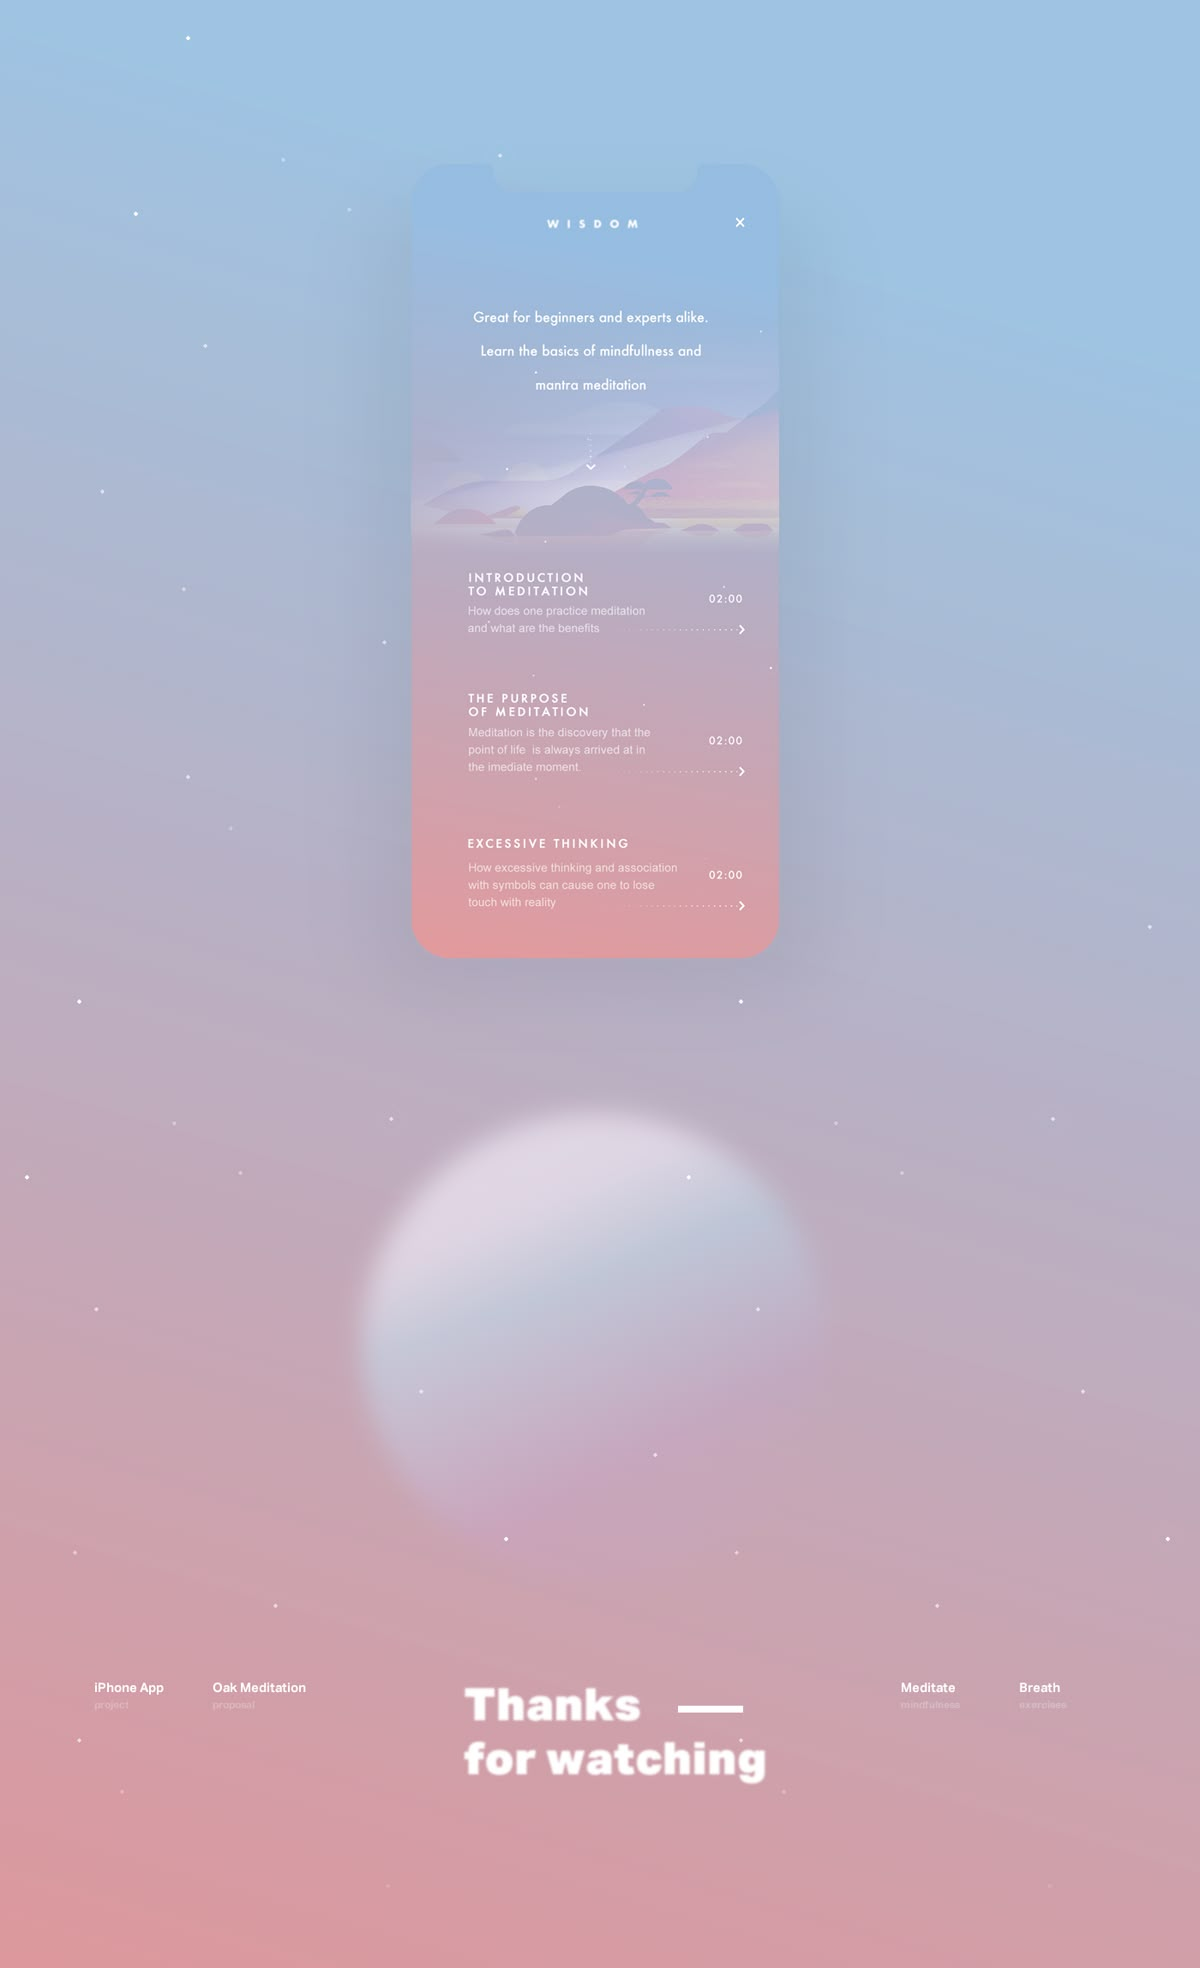 WISDOM
Great for beginners and experts alike.
Learn the basics of mindfullness and
mantra meditation
INTRODUCTION
TO MEDITATION
02:00
How does one practice meditation
and what are the benefits
THE PURPOSE
OF MEDITATION
Meditation is the discovery that the
02:00
point of life is always arrived at in
the imediate moment.
EXCESSIVE THINKING
How excessive thinking and association
02:00
with symbols can cause one to lose
touch with reality
iPhone App
project
Oak Meditation
proposal
Thanks
for watching
Meditate
mindfulness
Breath
exercises